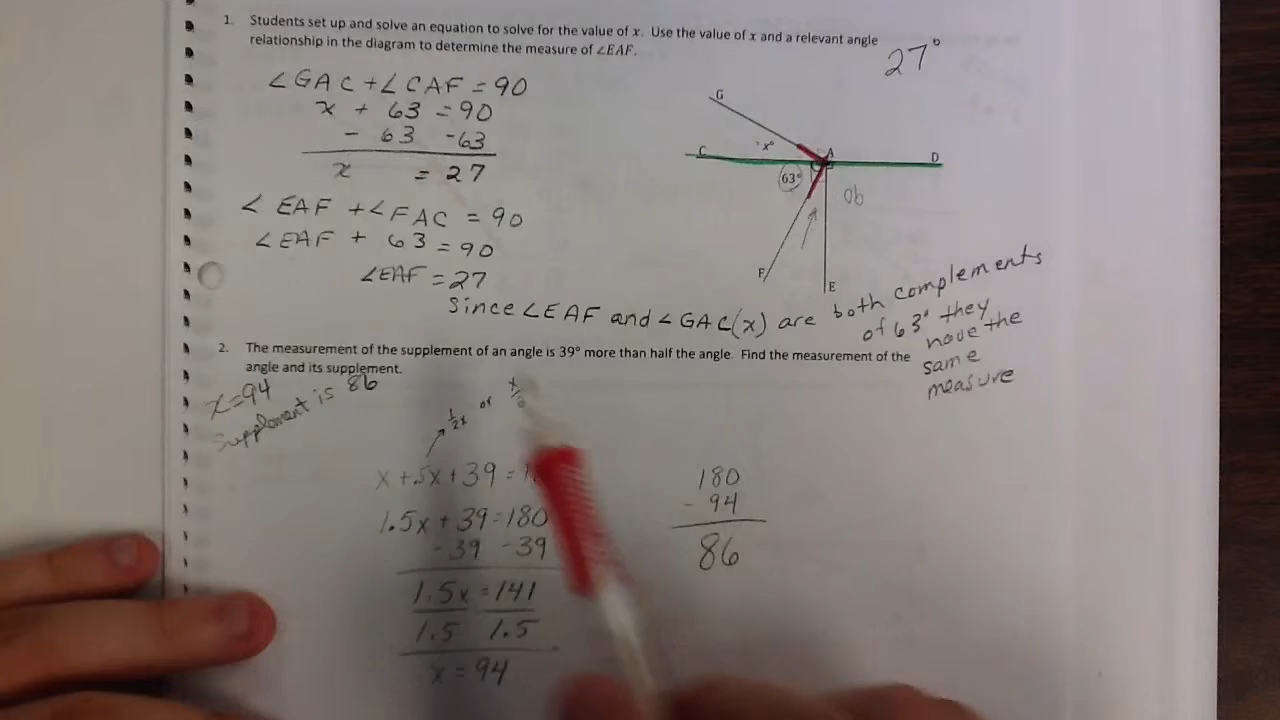 1. Students set up and solve an equation to solve for the value of x. Use the value of x and a relevant angle
relationship in the diagram to determine the measure of ∠EAF.
27°
∠GAC + ∠CAF = 90
x + 63 = 90
- 63 -63
x = 27
∠EAF + ∠FAC = 90
∠EAF + 63 = 90
∠EAF = 27
G
C
x°
A
D
63°
F
E
Since ∠EAF and ∠GAC(x) are both complements
of 63° they
have the
same
measure
2. The measurement of the supplement of an angle is 39° more than half the angle. Find the measurement of the
angle and its supplement.
x=94
Supplement is 86
1/2x or
x + .5x + 39 =
1.5x + 39 = 180
- 39 - 39
1.5x = 141
1.5 1.5
x = 94
180
- 94
86